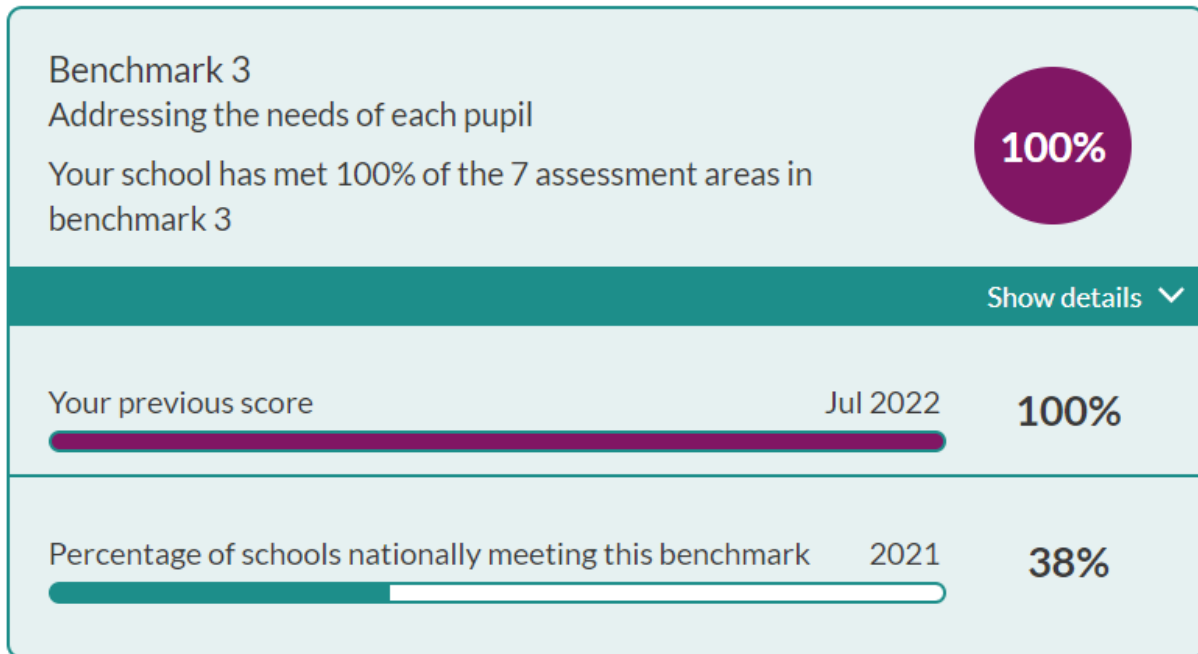 Benchmark 3
Addressing the needs of each pupil
Your school has met 100% of the 7 assessment areas in
benchmark 3
100%
Show details
Your previous score Jul 2022 100%
Percentage of schools nationally meeting this benchmark 2021 38%